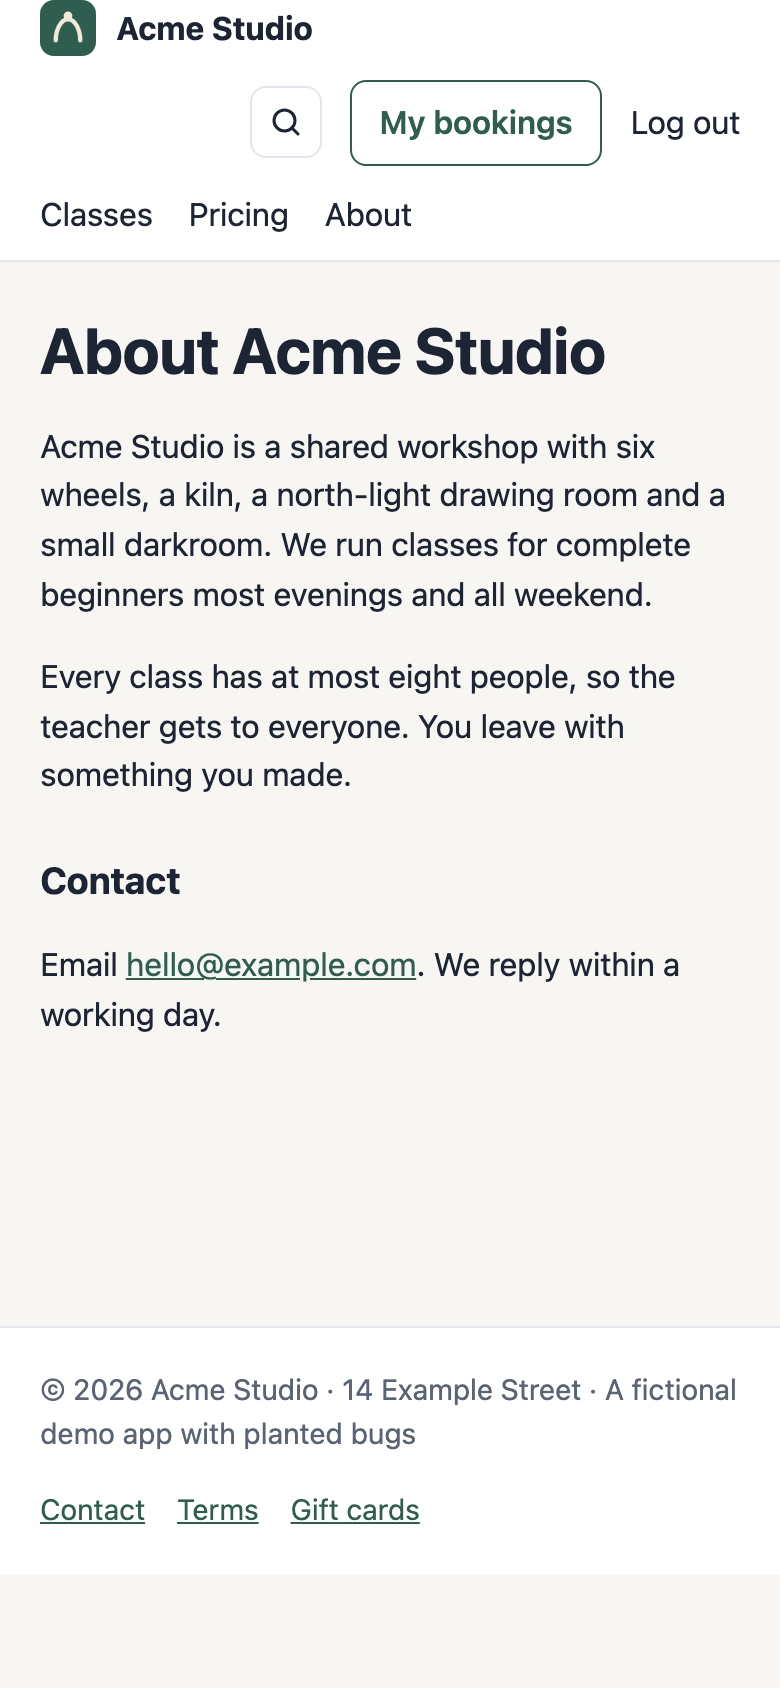 Acme Studio
My bookings
Log out
Classes
Pricing
About
About Acme Studio
Acme Studio is a shared workshop with six
wheels, a kiln, a north-light drawing room and a
small darkroom. We run classes for complete
beginners most evenings and all weekend.
Every class has at most eight people, so the
teacher gets to everyone. You leave with
something you made.
Contact
Email hello@example.com. We reply within a
working day.
© 2026 Acme Studio · 14 Example Street · A fictional
demo app with planted bugs
Contact
Terms
Gift cards